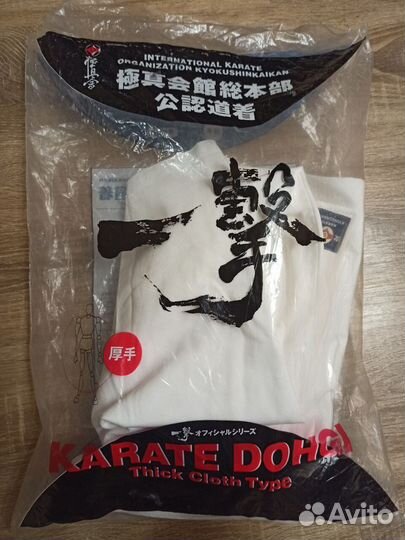 極真会
INTERNATIONAL KARATE
ORGANIZATION KYOKUSHINKAIKAN
極真会館総本部
公認道着
一撃
厚手
一撃 オフィシャルシリーズ
KARATE DOHGI
Thick Cloth Type
Avito